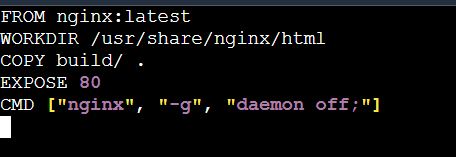 FROM nginx:latest
WORKDIR /usr/share/nginx/html
COPY build/ .
EXPOSE 80
CMD ["nginx", "-g", "daemon off;"]